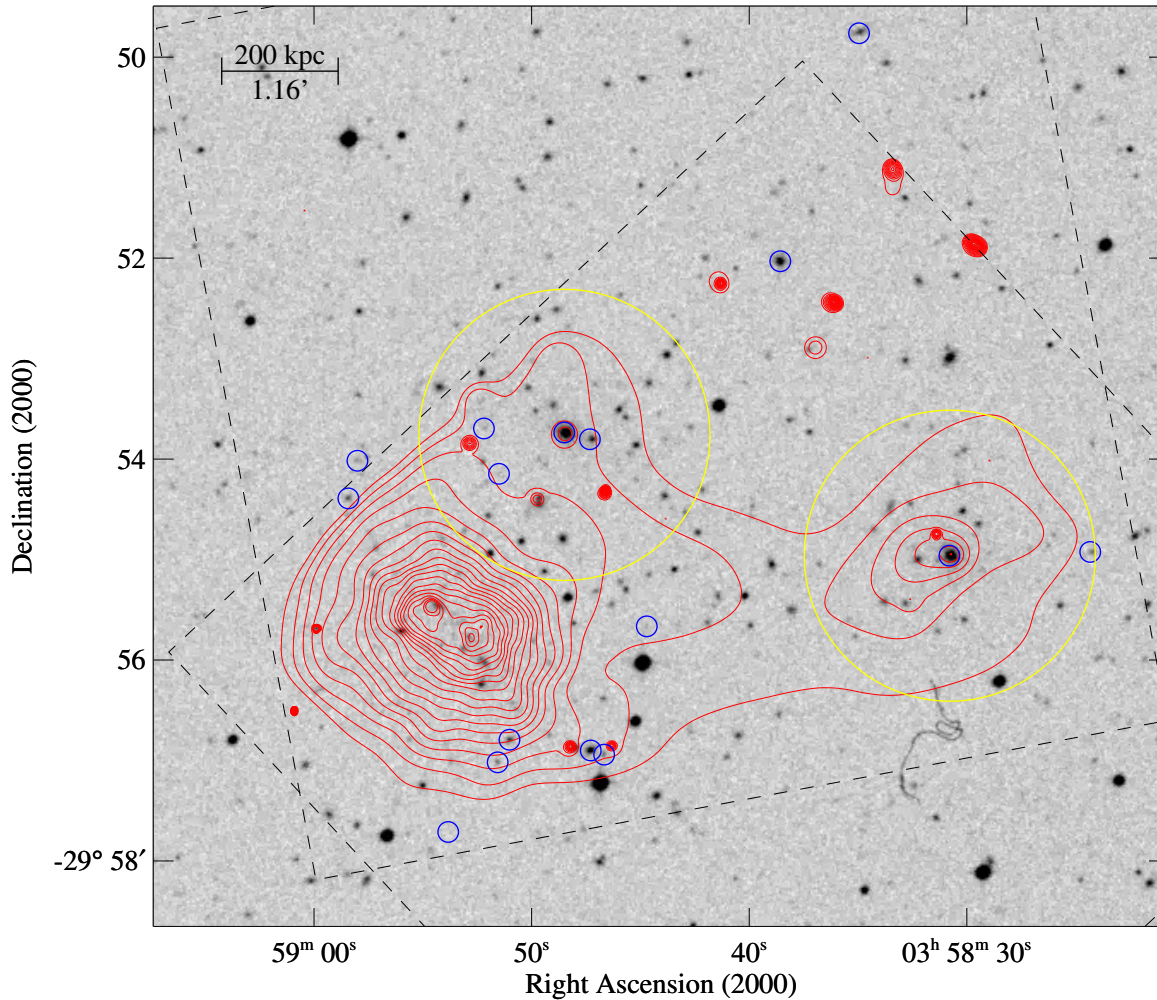 200 kpc
1.16’
50
52
54
56
-29° 58′
Declination (2000)
59ᵐ 00ˢ
50ˢ
40ˢ
03ʰ 58ᵐ 30ˢ
Right Ascension (2000)